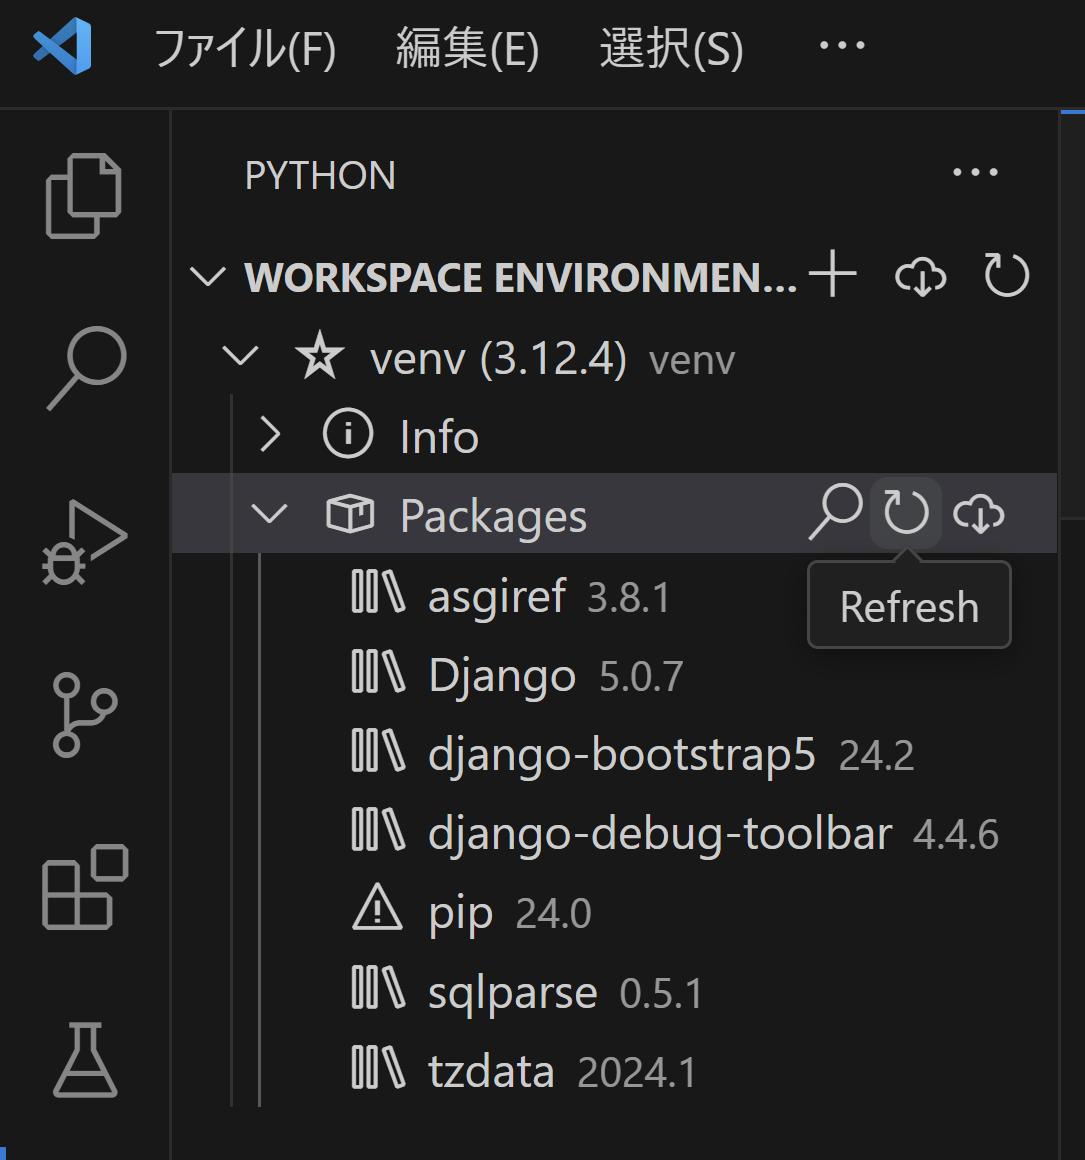 ファイル(F) 編集(E) 選択(S) ...
PYTHON ...
WORKSPACE ENVIRONMEN...
venv (3.12.4) venv
Info
Packages
Refresh
asgiref 3.8.1
Django 5.0.7
django-bootstrap5 24.2
django-debug-toolbar 4.4.6
pip 24.0
sqlparse 0.5.1
tzdata 2024.1